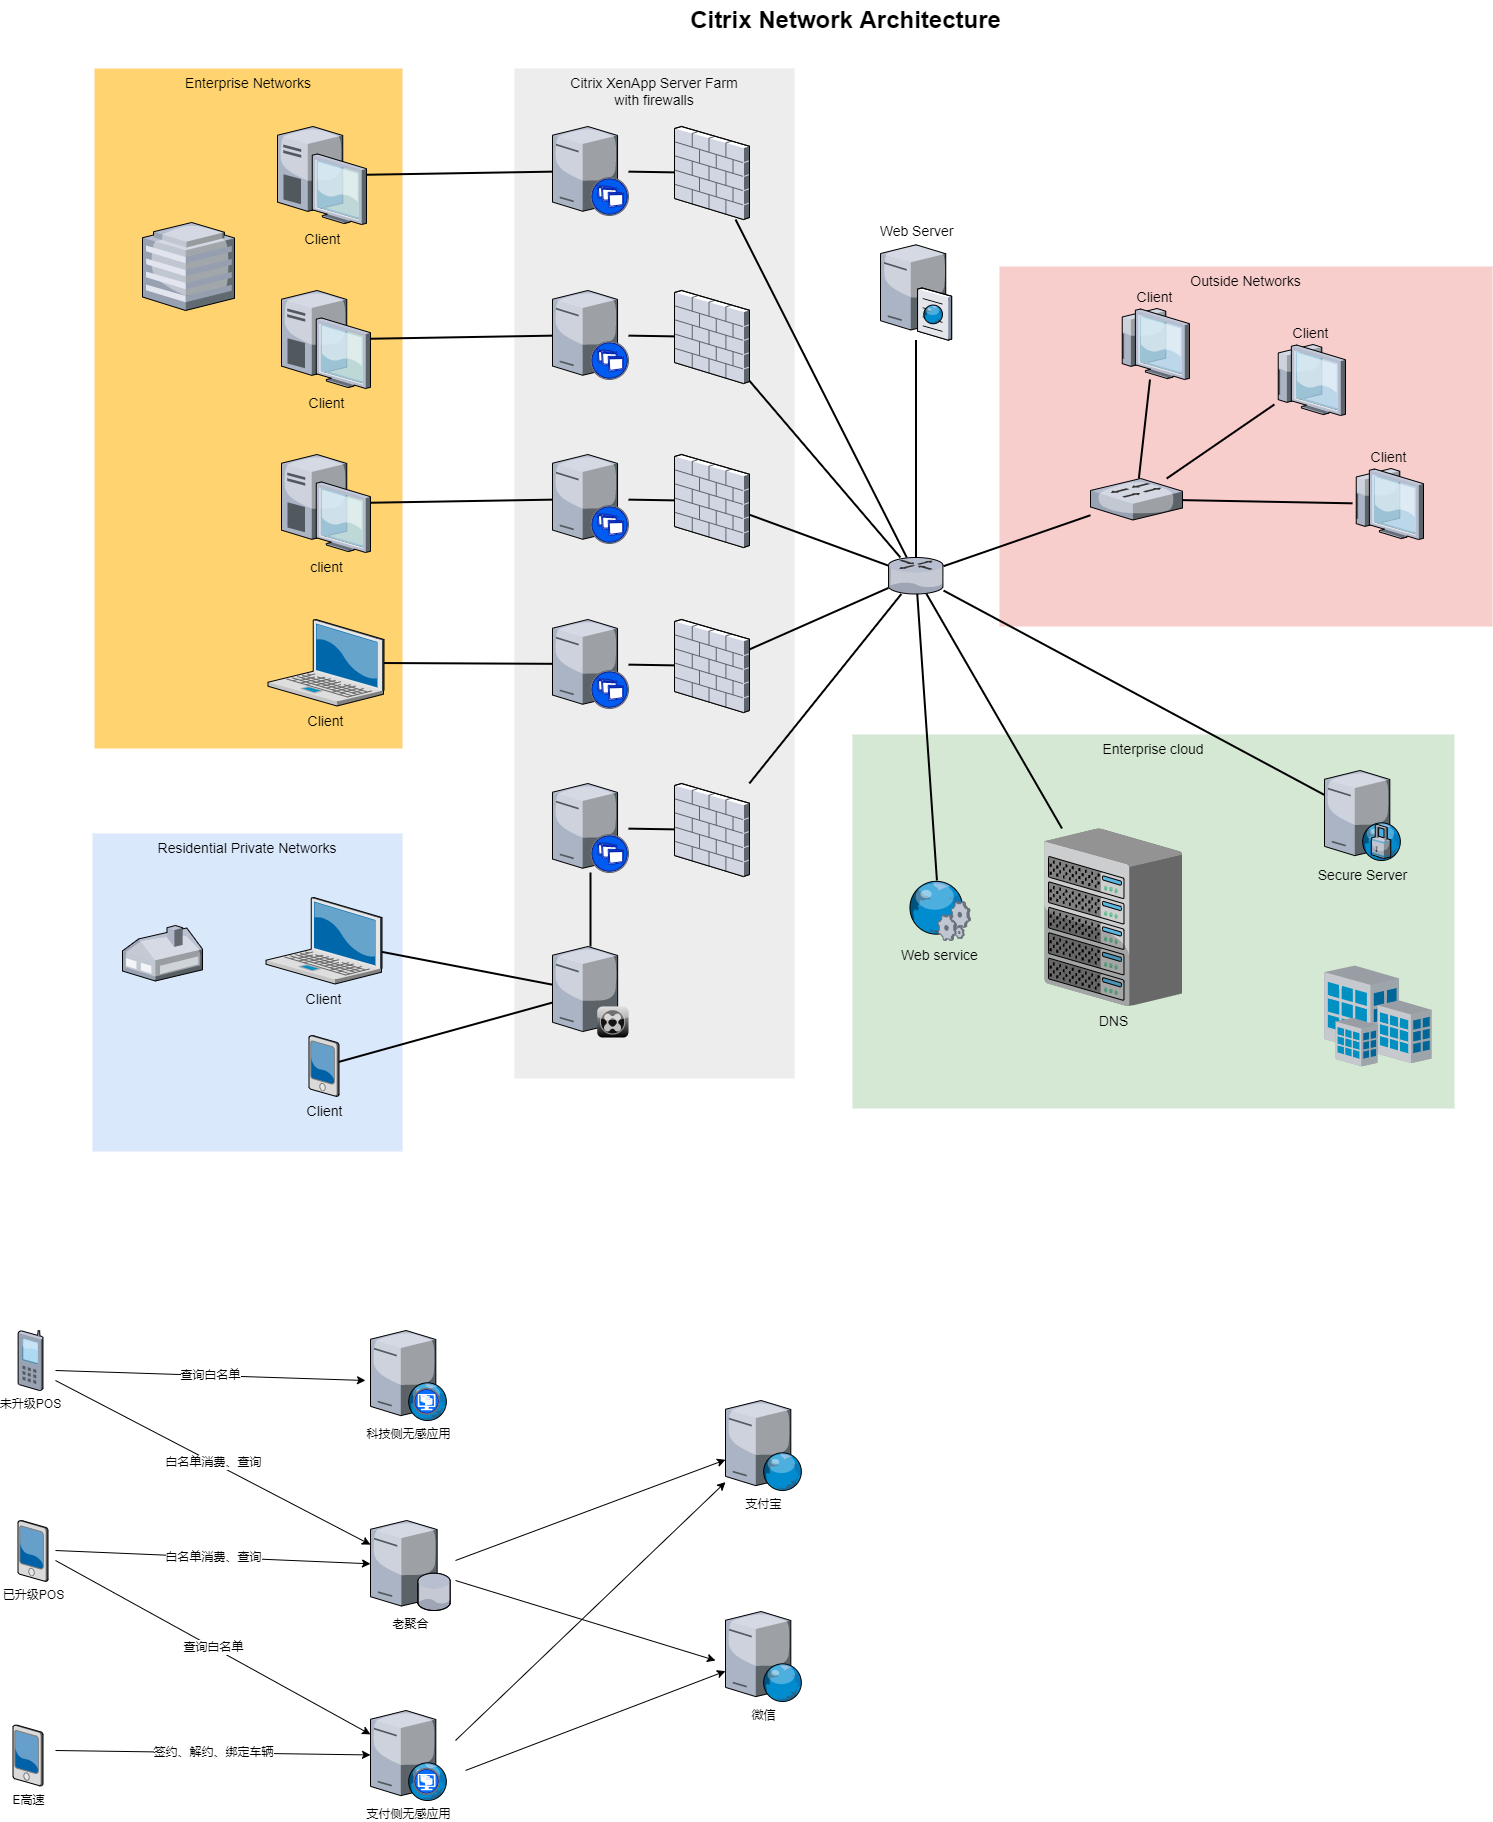 Citrix Network Architecture
Enterprise Networks
Citrix XenApp Server Farm
with firewalls
Client
Client
client
Client
Web Server
Outside Networks
Client
Client
Client
Residential Private Networks
Client
Client
Enterprise cloud
Secure Server
Web service
DNS
未升级POS
查询白名单
科技侧无感应用
白名单消费、查询
支付宝
已升级POS
白名单消费、查询
老聚合
查询白名单
微信
E高速
签约、解约、绑定车辆
支付侧无感应用